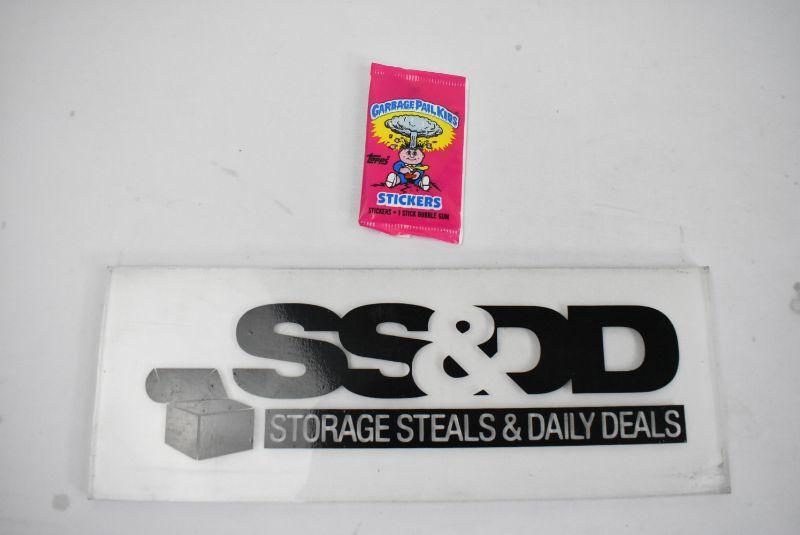 GARBAGE PAIL KIDS
Topps
STICKERS
STICKERS • 1 STICK BUBBLE GUM
SS&DD
STORAGE STEALS & DAILY DEALS